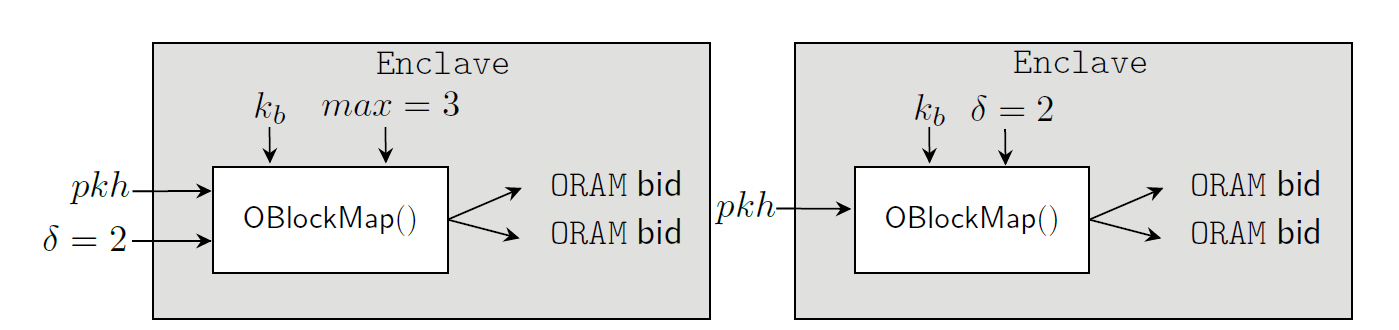 Enclave
k_b max = 3
pkh
δ = 2
OBlockMap()
ORAM bid
ORAM bid
Enclave
k_b δ = 2
pkh
OBlockMap()
ORAM bid
ORAM bid